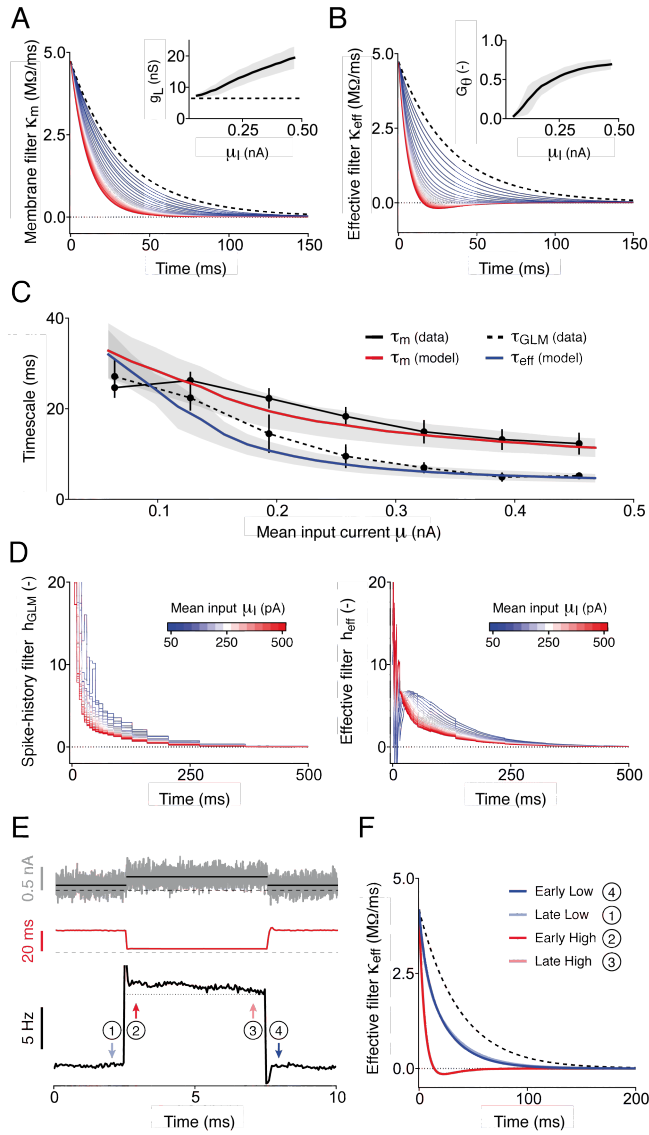 A
Membrane filter κm (MΩ/ms)
5.0
2.5
0.0
0
50
100
150
Time (ms)
gL (nS)
20
10
0
0.25
0.50
μI (nA)
B
Effective filter κeff (MΩ/ms)
5.0
2.5
0.0
0
50
100
150
Time (ms)
Gθ (-)
1.0
0.5
0.0
0.25
0.50
μI (nA)
C
Timescale (ms)
40
20
0
0.1
0.2
0.3
0.4
0.5
Mean input current μ (nA)
τm (data)
τGLM (data)
τm (model)
τeff (model)
D
Spike-history filter hGLM (-)
20
10
0
0
250
500
Time (ms)
Mean input μI (pA)
50
250
500
Effective filter heff (-)
20
10
0
0
250
500
Time (ms)
Mean input μI (pA)
50
250
500
E
0.5 nA
20 ms
5 Hz
1
2
3
4
0
5
10
Time (ms)
F
Effective filter κeff (MΩ/ms)
5.0
2.5
0.0
0
100
200
Time (ms)
Early Low 4
Late Low 1
Early High 2
Late High 3